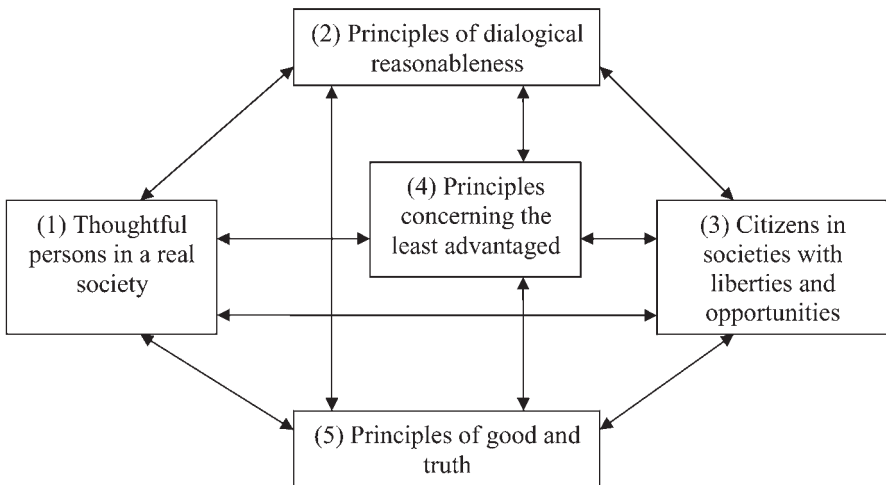 (2) Principles of dialogical
reasonableness
(4) Principles
concerning the
least advantaged
(1) Thoughtful
persons in a real
society
(3) Citizens in
societies with
liberties and
opportunities
(5) Principles of good and
truth